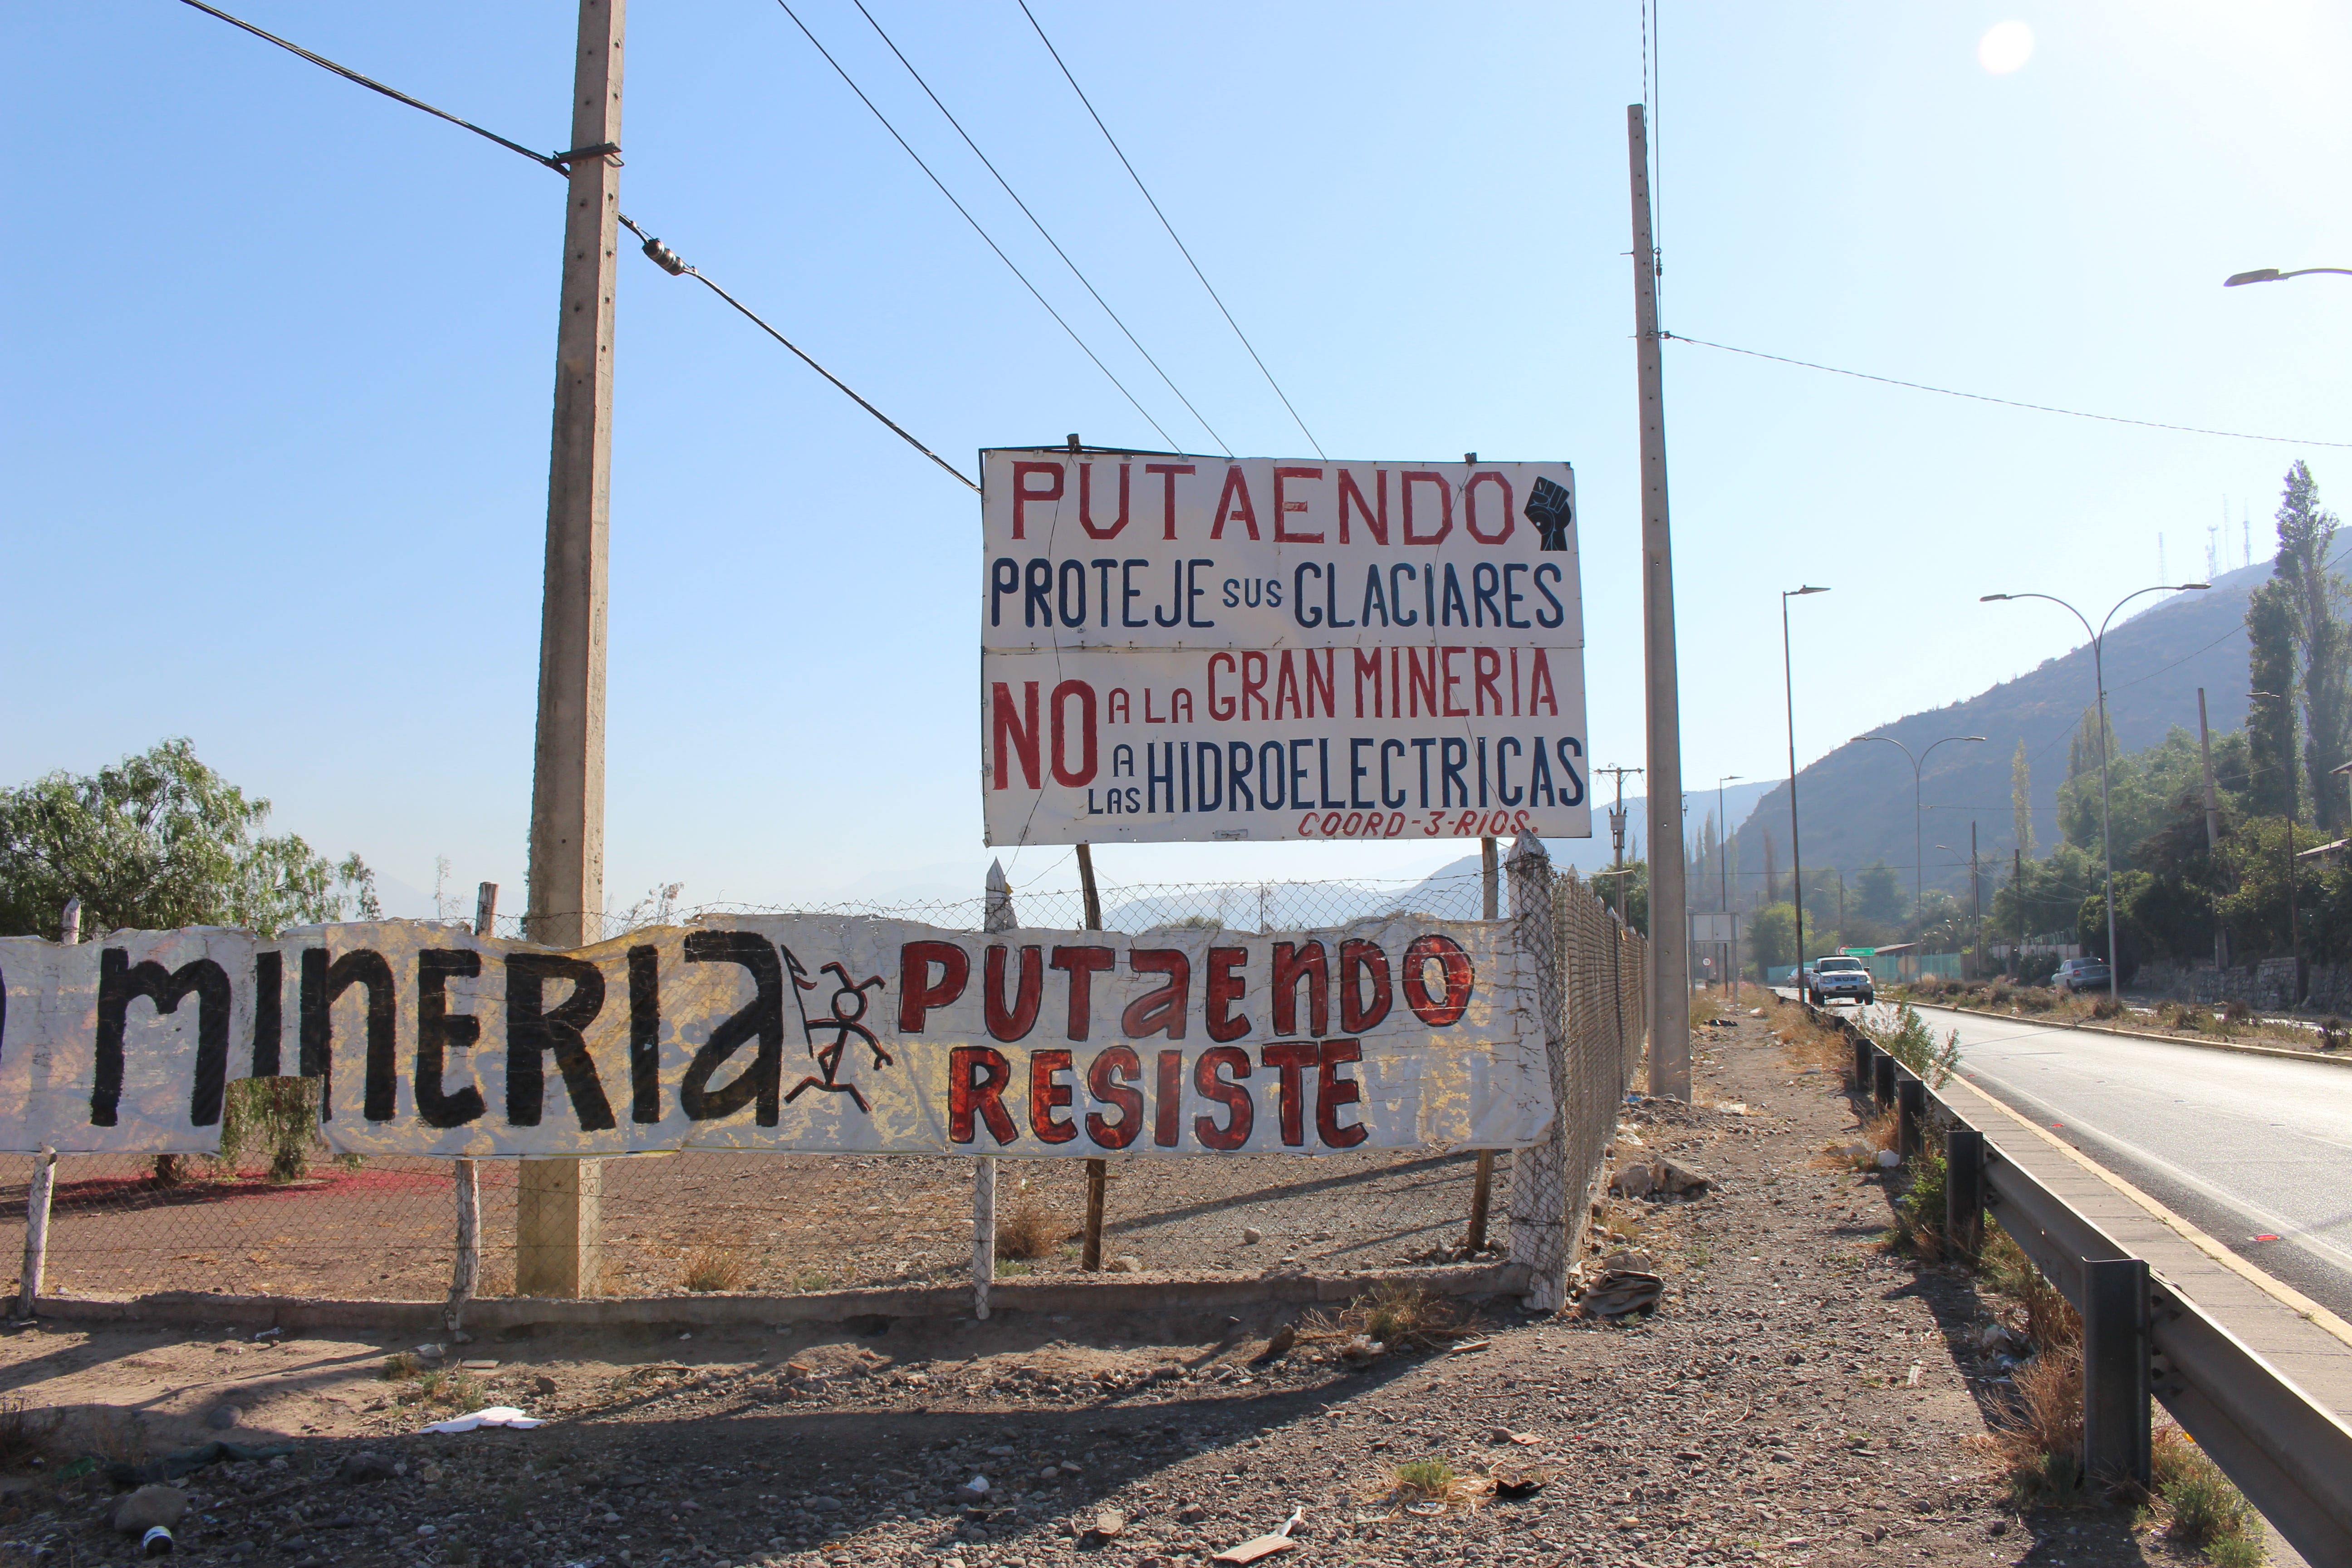 PUTAENDO
PROTEJE SUS GLACIARES
NO A LA GRAN MINERIA
A LAS HIDROELECTRICAS
COORD-3-RIOS.
MINERIA PUTAENDO
RESISTE